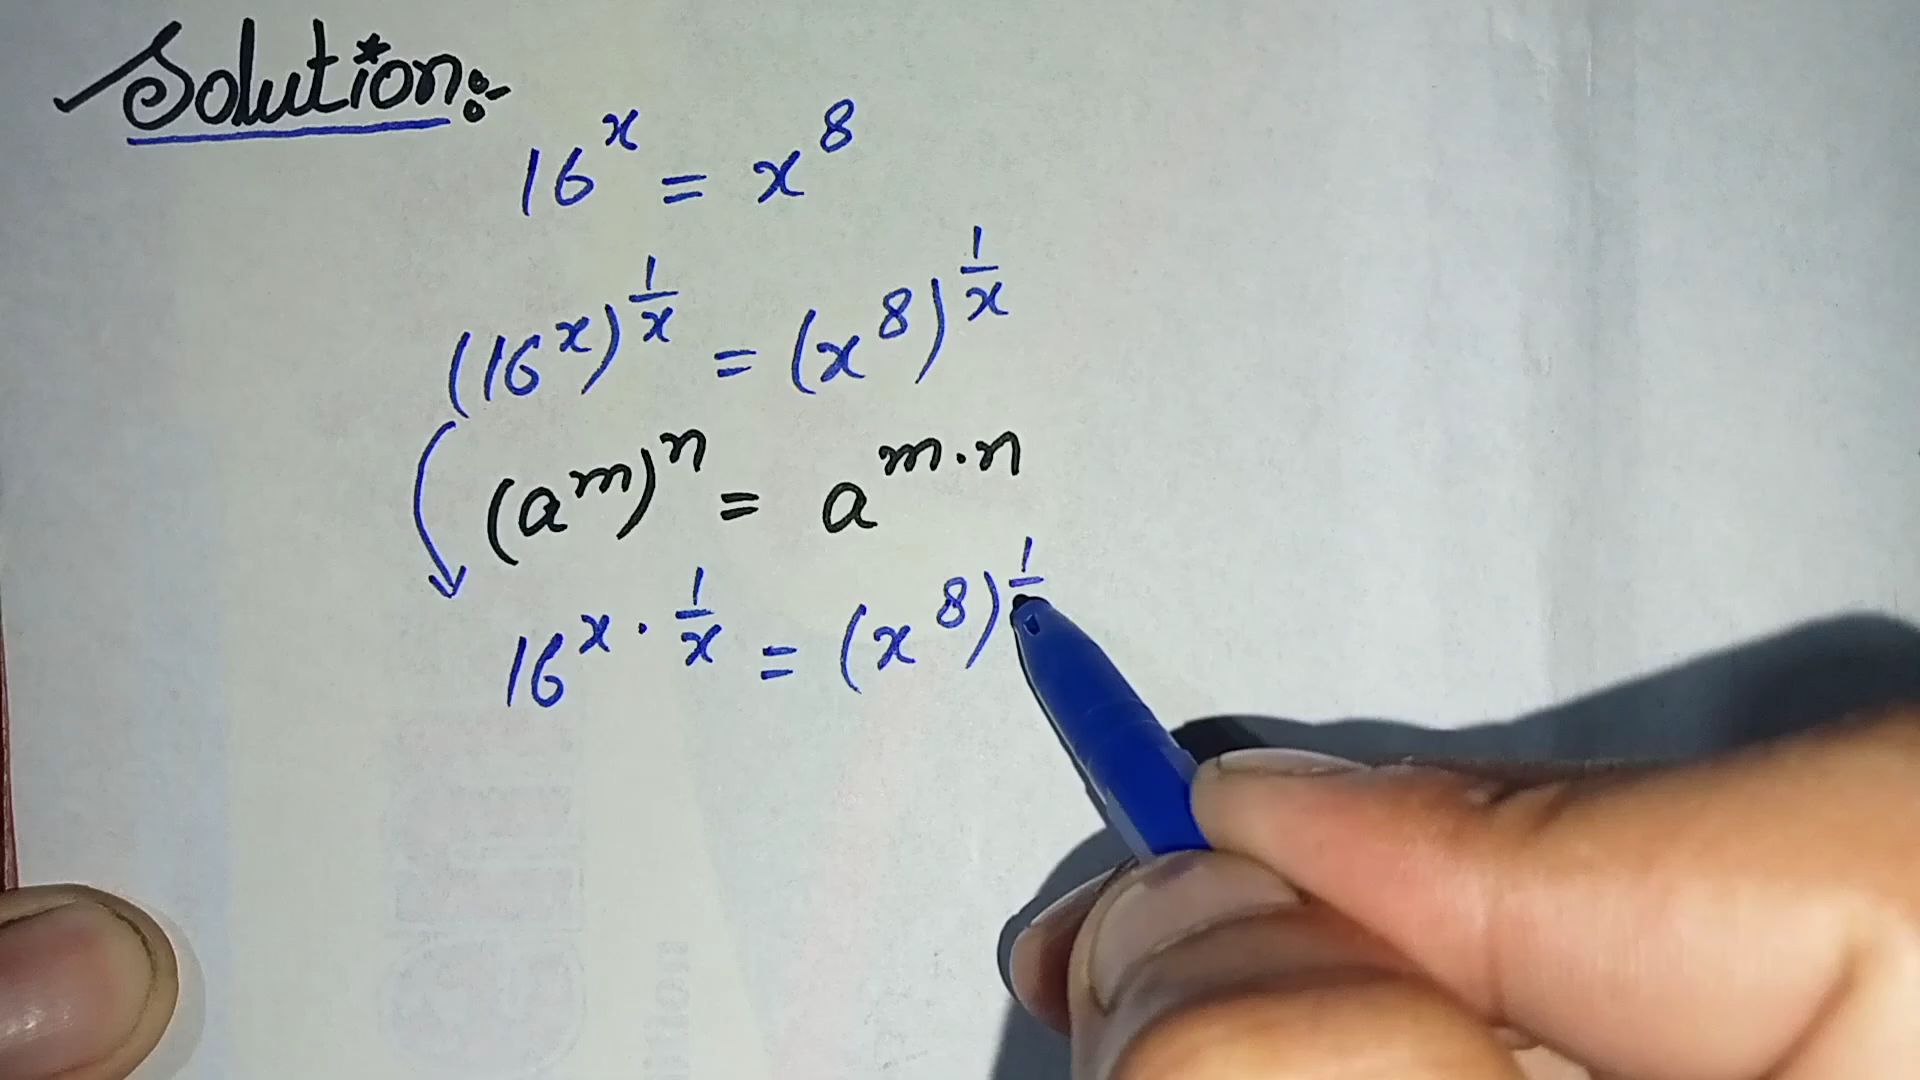 Solution:-
16^x = x^8
(16^x)^{1/x} = (x^8)^{1/x}
(a^m)^n = a^{m·n}
16^{x · 1/x} = (x^8)^{1/